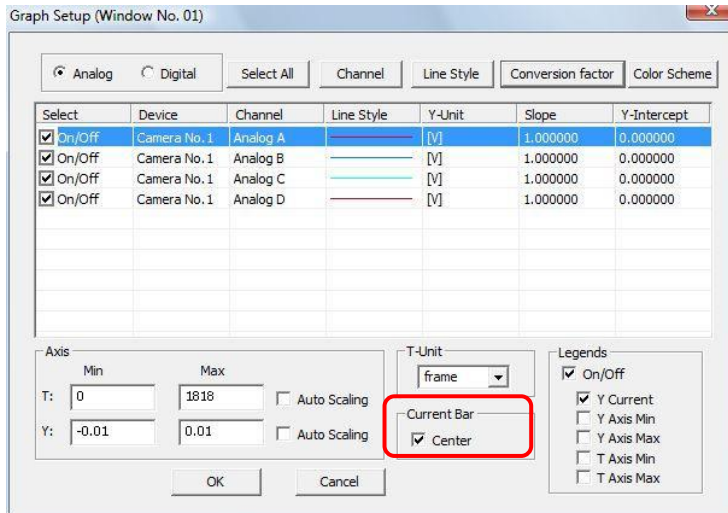 Graph Setup (Window No. 01)
Analog Digital Select All Channel Line Style Conversion factor Color Scheme
Select Device Channel Line Style Y-Unit Slope Y-Intercept
On/Off Camera No.1 Analog A [V] 1.000000 0.000000
On/Off Camera No.1 Analog B [V] 1.000000 0.000000
On/Off Camera No.1 Analog C [V] 1.000000 0.000000
On/Off Camera No.1 Analog D [V] 1.000000 0.000000
Axis
Min Max
T: 0 1818 Auto Scaling
Y: -0.01 0.01 Auto Scaling
T-Unit
frame
Current Bar
Center
Legends
On/Off
Y Current
Y Axis Min
Y Axis Max
T Axis Min
T Axis Max
OK Cancel